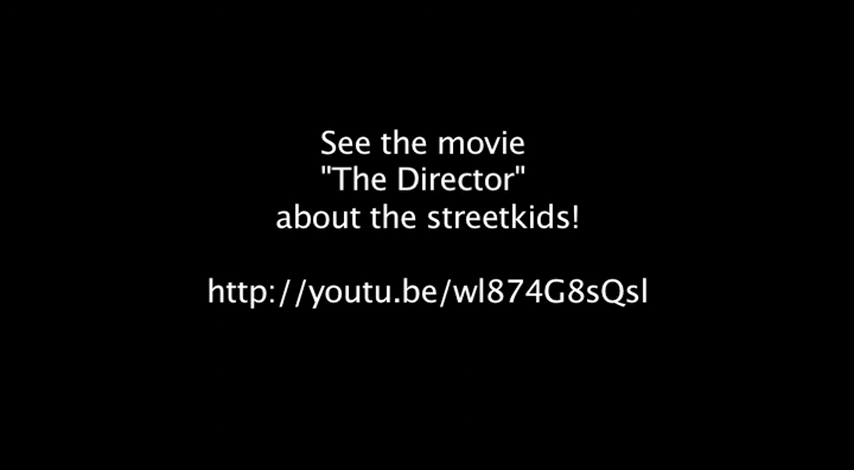 See the movie
"The Director"
about the streetkids!
http://youtu.be/wl874G8sQsl